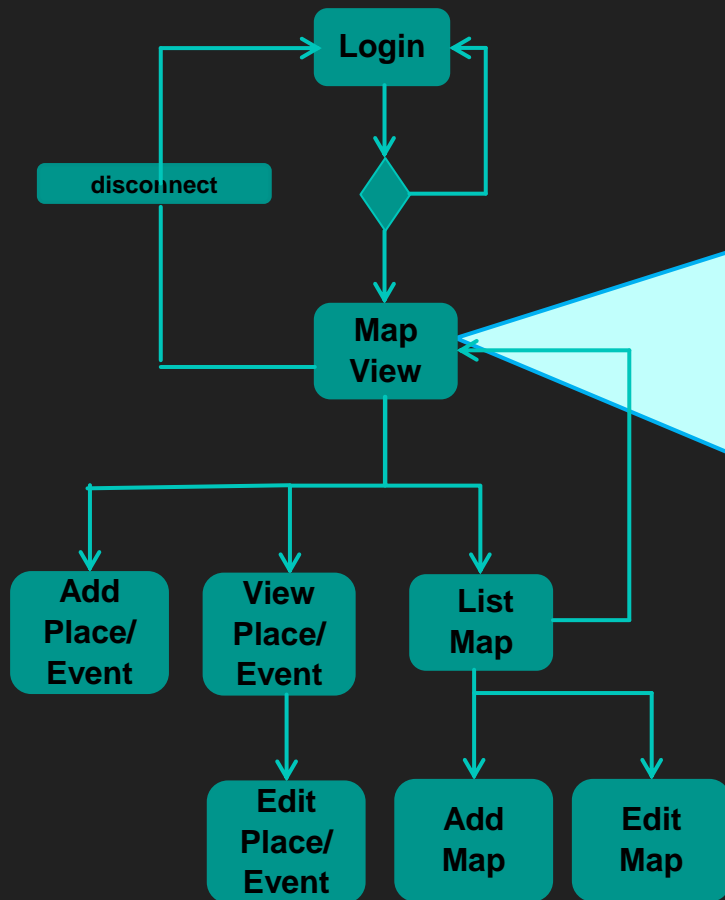 Login
disconnect
Map
View
Add
Place/
Event
View
Place/
Event
List
Map
Edit
Place/
Event
Add
Map
Edit
Map